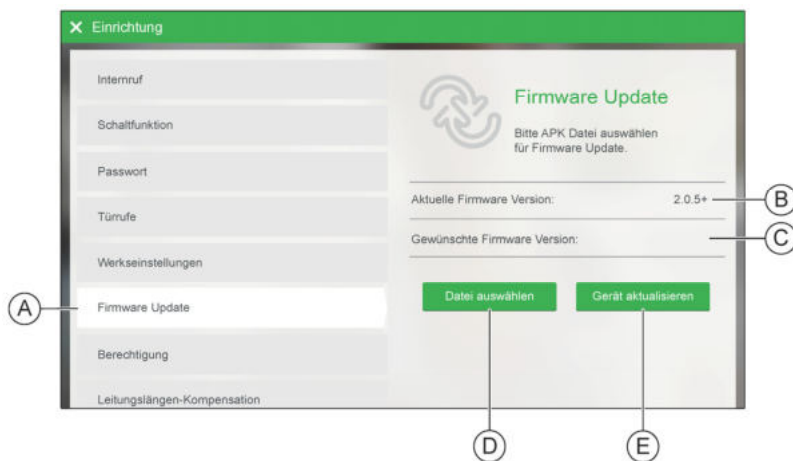 × Einrichtung
Internruf
Schaltfunktion
Passwort
Türrufe
Werkseinstellungen
Firmware Update
Berechtigung
Leitungslängen-Kompensation
Firmware Update
Bitte APK Datei auswählen
für Firmware Update.
Aktuelle Firmware Version: 2.0.5+
Gewünschte Firmware Version:
Datei auswählen Gerät aktualisieren
A
B
C
D
E